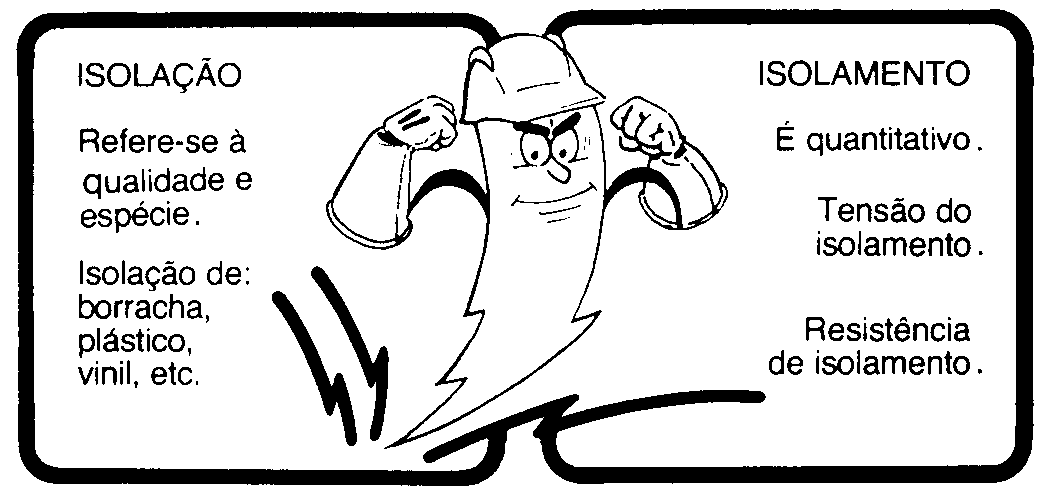 ISOLAÇÃO
Refere-se à
qualidade e
espécie.
Isolação de:
borracha,
plástico,
vinil, etc.
ISOLAMENTO
É quantitativo.
Tensão do
isolamento.
Resistência
de isolamento.